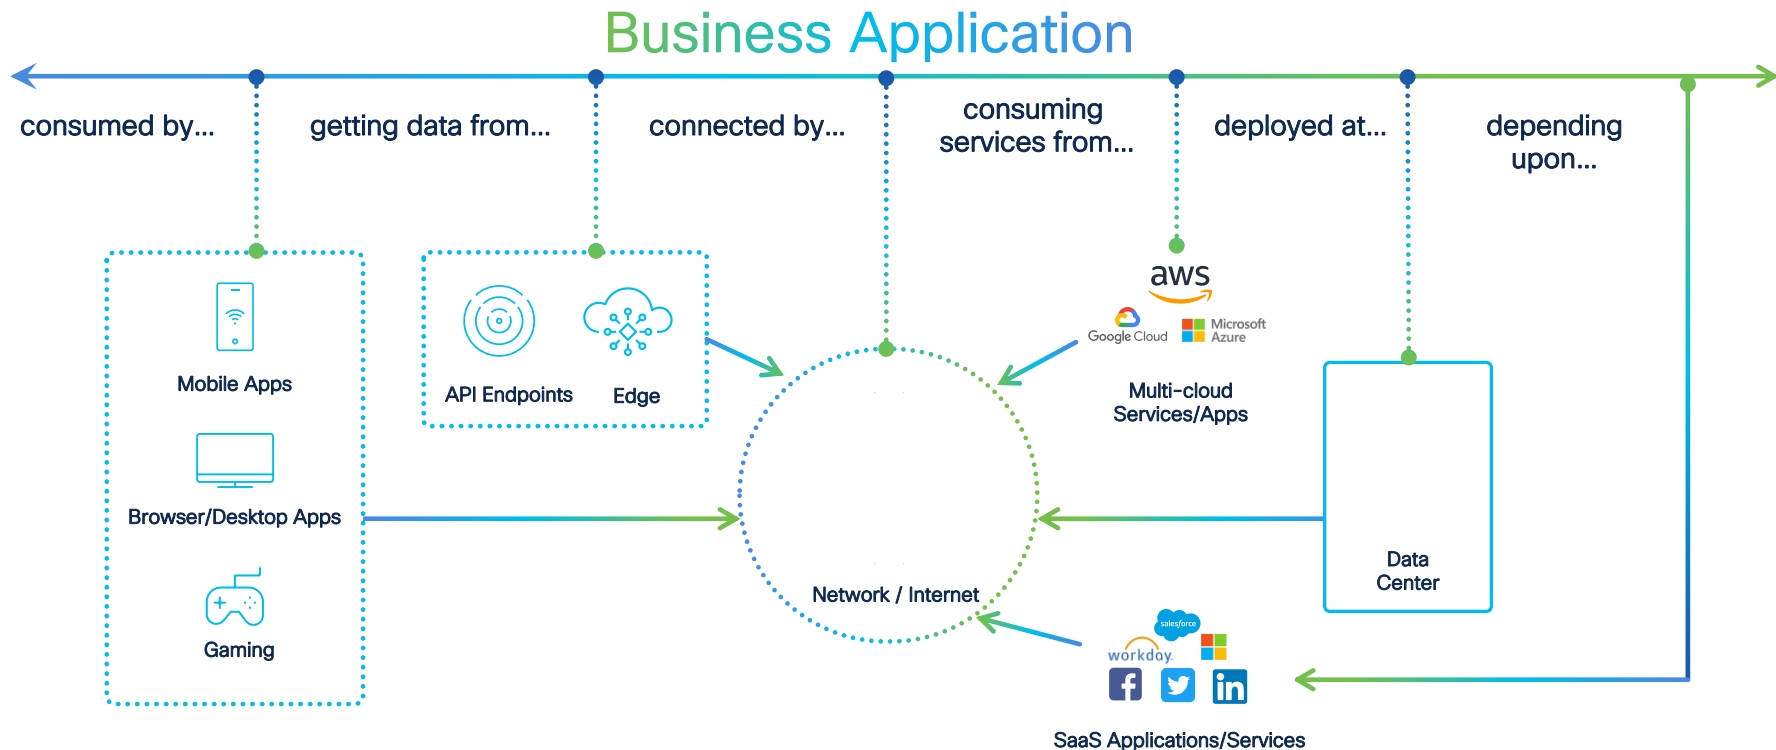 Business Application
consumed by...
getting data from...
connected by...
consuming
services from...
deployed at...
depending
upon...
aws
Google Cloud
Microsoft
Azure
Mobile Apps
API Endpoints
Edge
Multi-cloud
Services/Apps
Browser/Desktop Apps
Data
Center
Network / Internet
Gaming
salesforce
workday.
f
in
SaaS Applications/Services